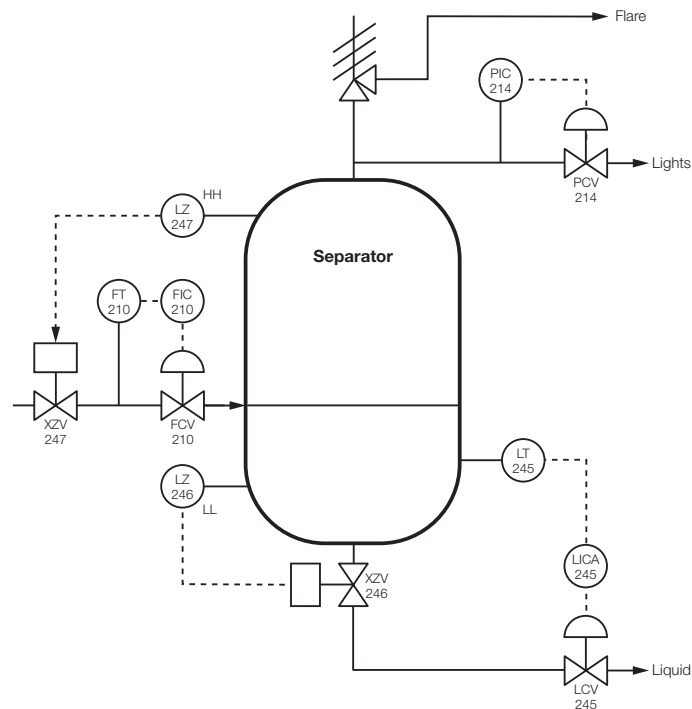 Flare
PIC
214
Lights
PCV
214
HH
LZ
247
Separator
FT
210
FIC
210
XZV
247
FCV
210
LT
245
LZ
246
LL
LICA
245
XZV
246
Liquid
LCV
245